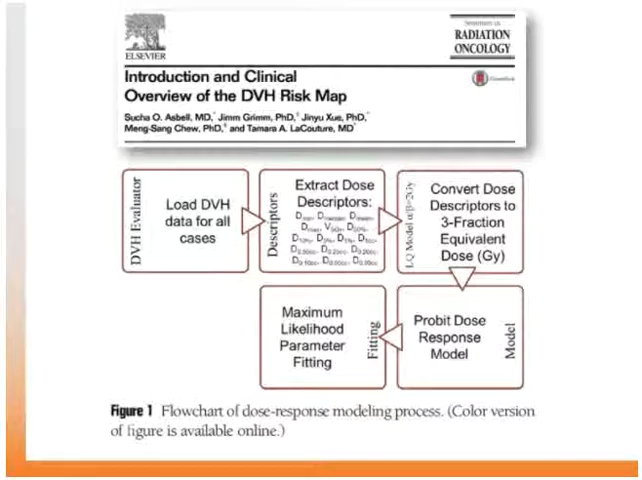 ELSEVIER
RADIATION
ONCOLOGY
Introduction and Clinical
Overview of the DVH Risk Map
Sucha O. Asbell, MD,* Jimm Grimm, PhD,† Jinyu Xue, PhD,*
Meng-Sang Chew, PhD,‡ and Tamara A. LaCouture, MD*
DVH Evaluator
Load DVH
data for all
cases
Descriptors
Extract Dose
Descriptors:
LQ Model α/β=2Gy
Convert Dose
Descriptors to
3-Fraction
Equivalent
Dose (Gy)
Maximum
Likelihood
Parameter
Fitting
Fitting
Probit Dose
Response
Model
Model
Figure 1 Flowchart of dose-response modeling process. (Color version
of figure is available online.)